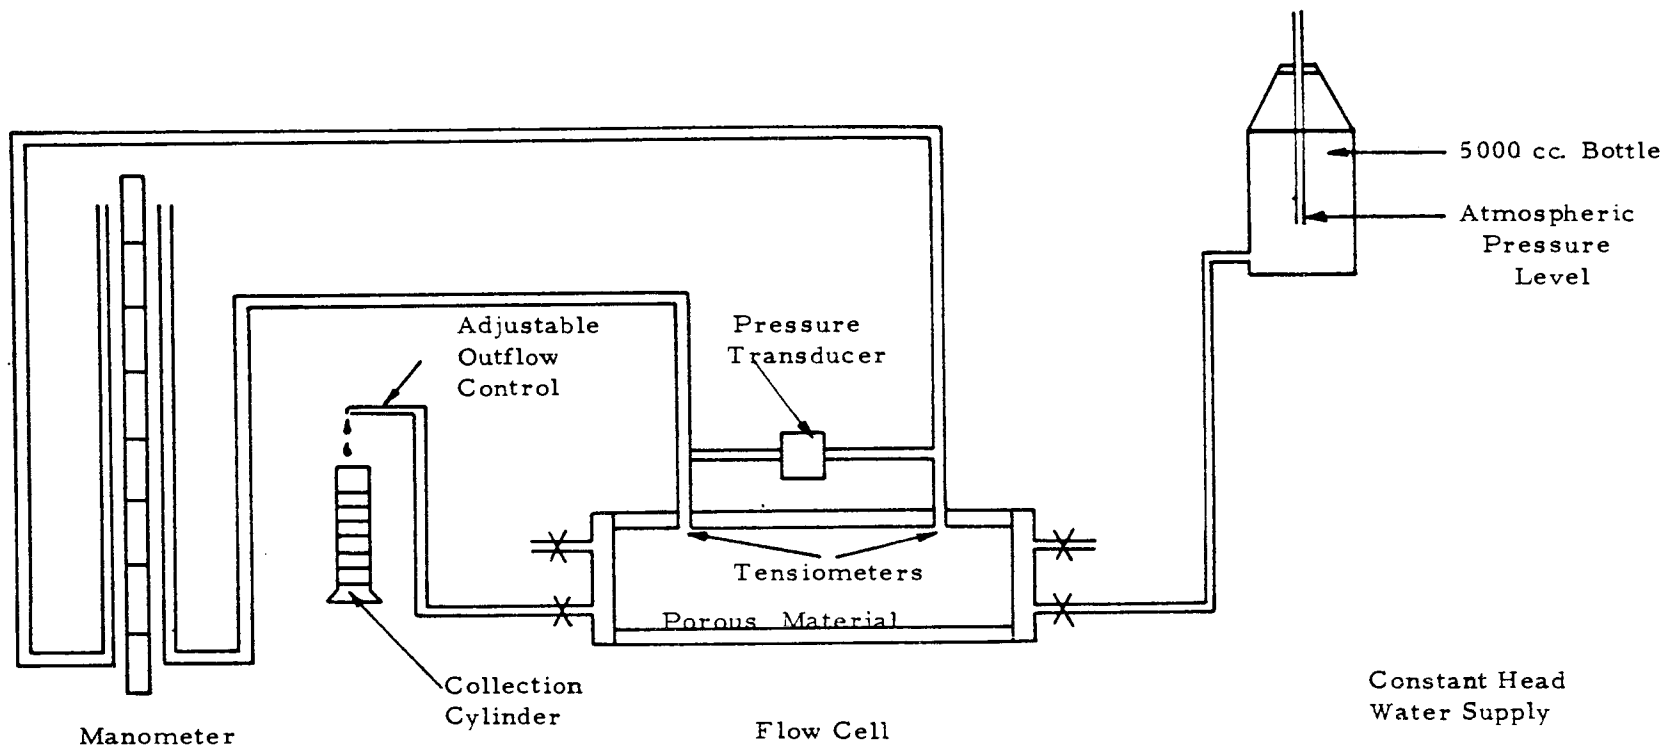 5000 cc. Bottle
Atmospheric
Pressure
Level
Adjustable
Outflow
Control
Pressure
Transducer
Tensiometers
Porous Material
Collection
Cylinder
Flow Cell
Manometer
Constant Head
Water Supply